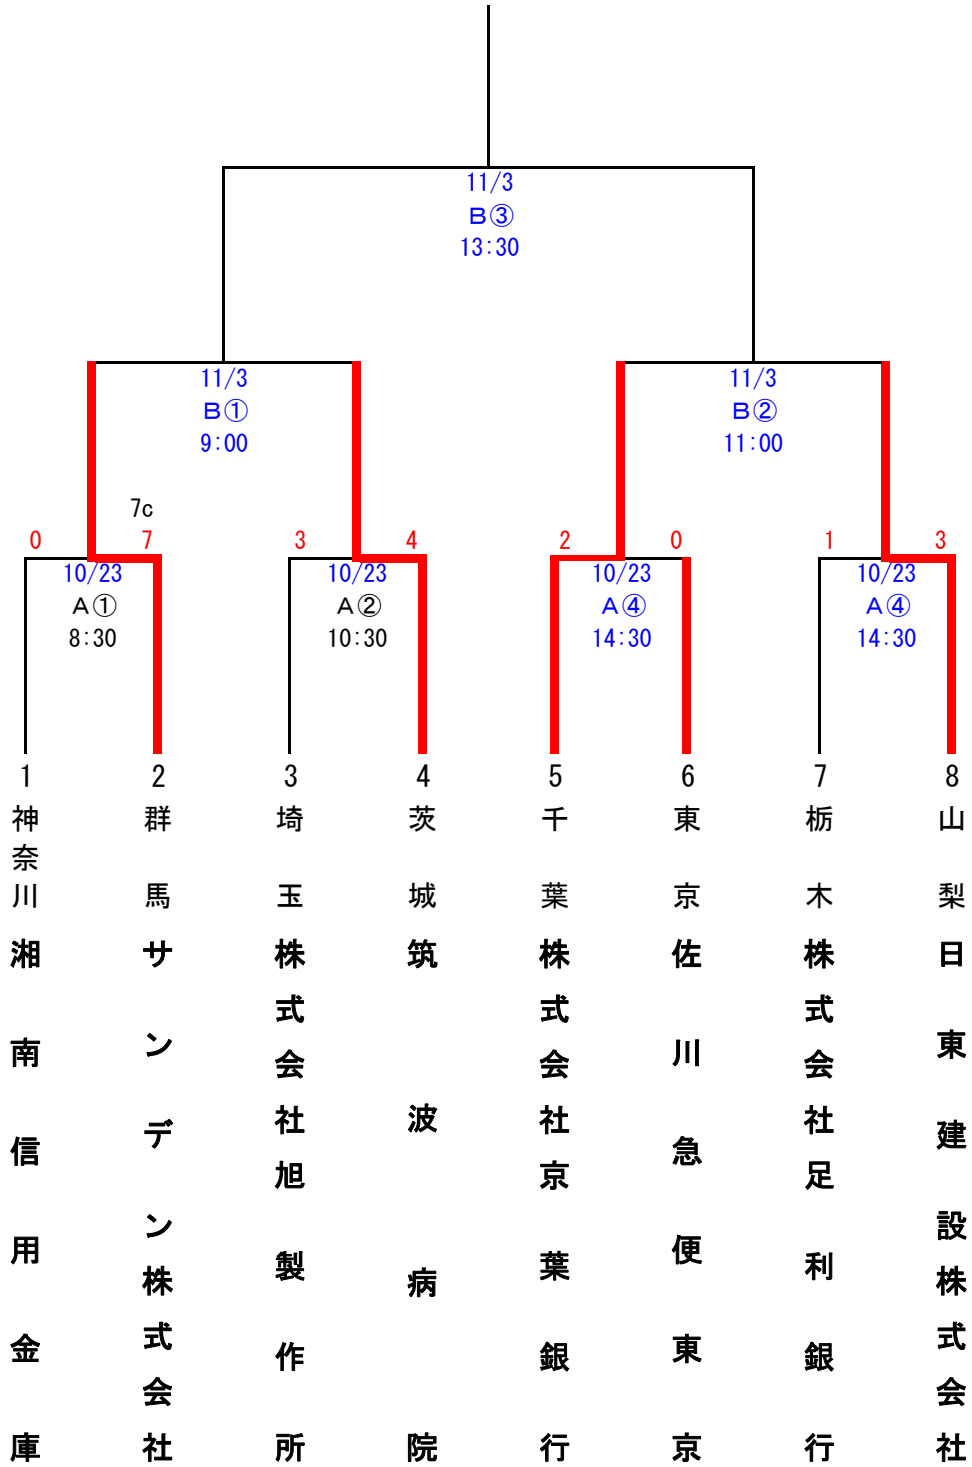 11/3
B③
13:30
11/3
B①
9:00
11/3
B②
11:00
7c
0
7
3
4
2
0
1
3
10/23
A①
8:30
10/23
A②
10:30
10/23
A④
14:30
10/23
A④
14:30
1
2
3
4
5
6
7
8
神奈川
群馬
埼玉
茨城
千葉
東京
栃木
山梨
湘南信用金庫
サンデン株式会社
株式会社旭製作所
筑波病院
株式会社京葉銀行
佐川急便東京
株式会社足利銀行
日東建設株式会社